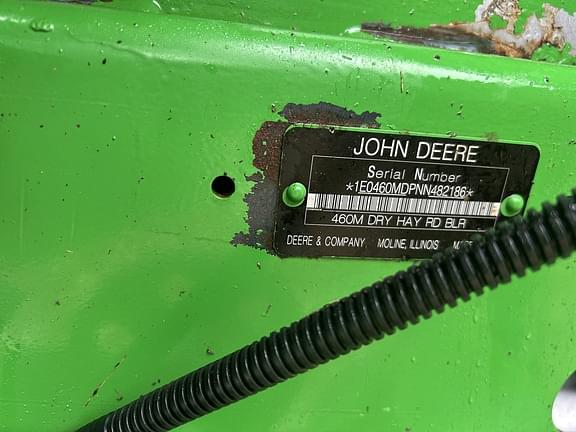 JOHN DEERE
Serial Number
*1E0460MDPNN482186*
460M DRY HAY RD BLR
DEERE & COMPANY MOLINE, ILLINOIS